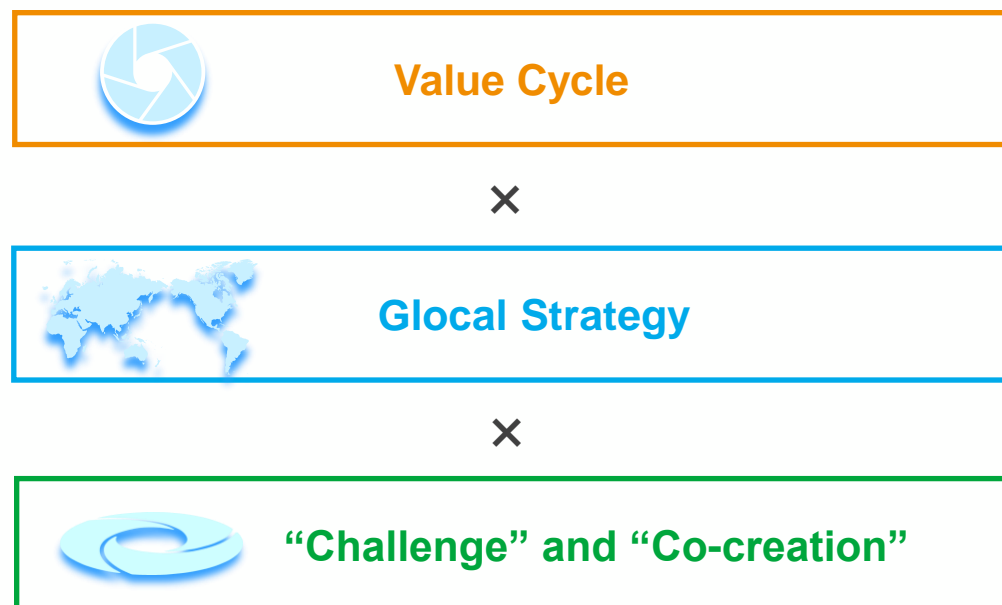 Value Cycle
×
Glocal Strategy
×
“Challenge” and “Co-creation”